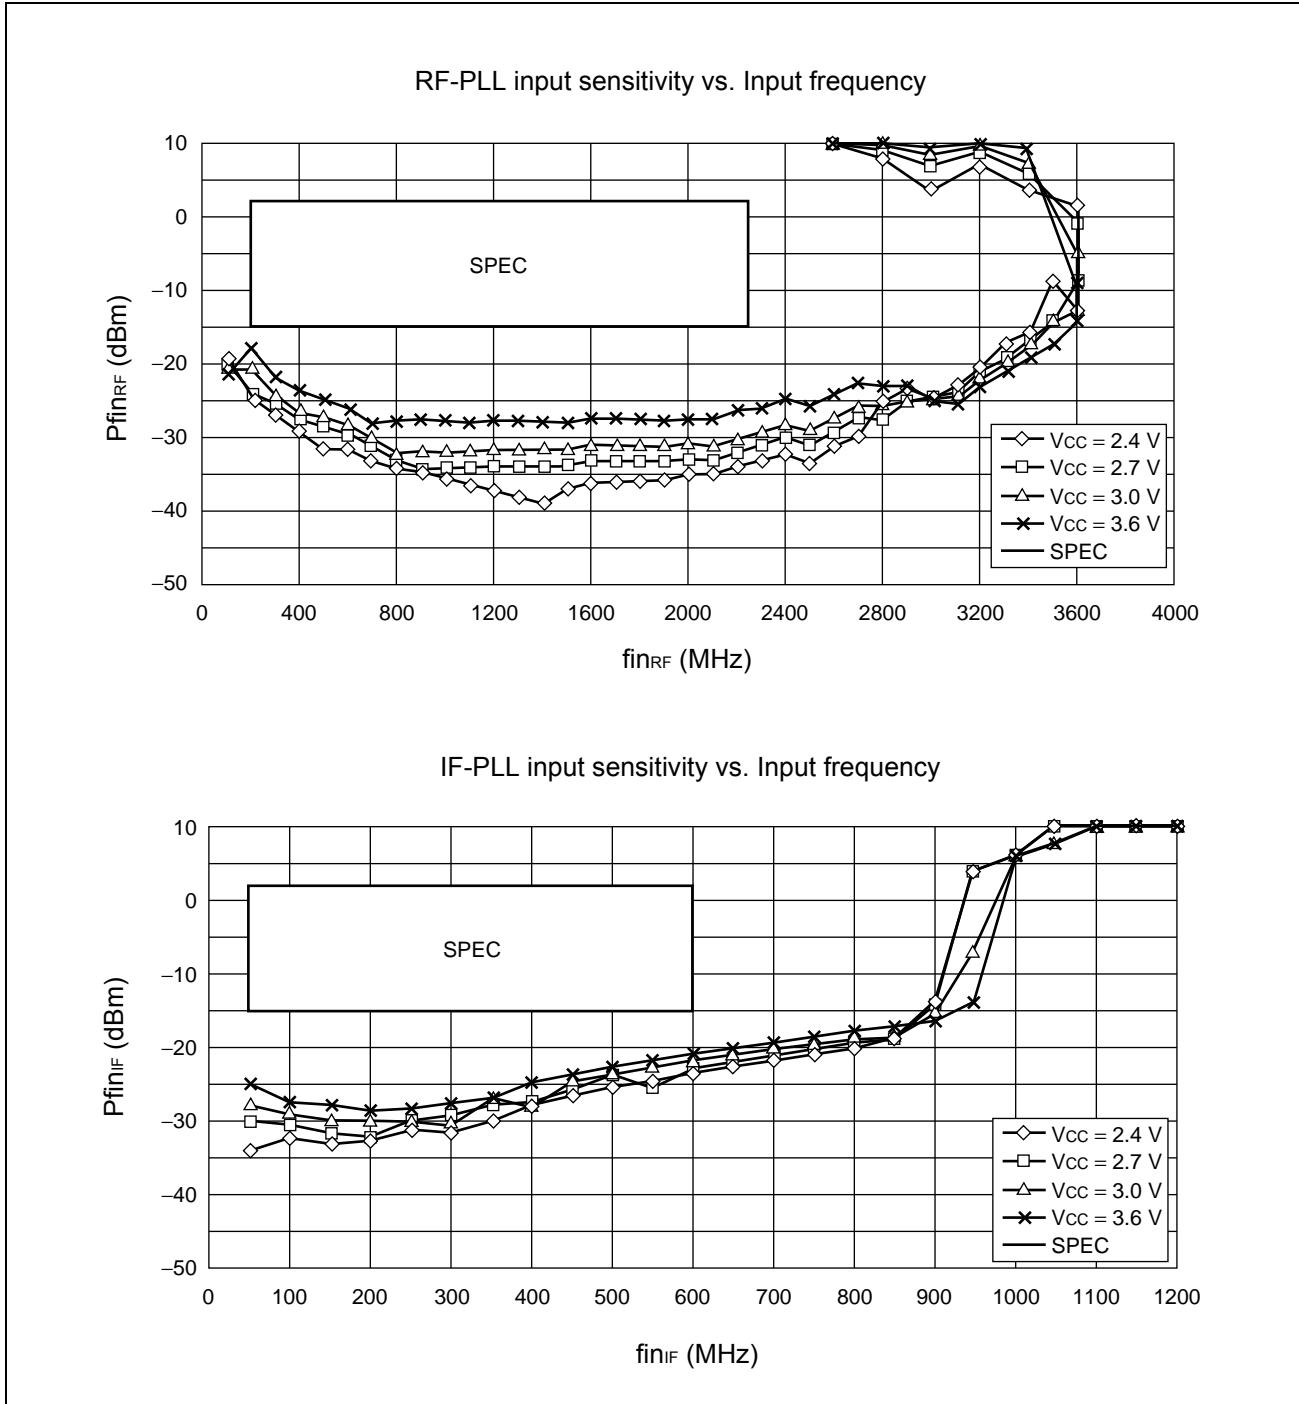 RF-PLL input sensitivity vs. Input frequency
10
0
−10
−20
−30
−40
−50
PfinRF (dBm)
SPEC
VCC = 2.4 V
VCC = 2.7 V
VCC = 3.0 V
VCC = 3.6 V
SPEC
0 400 800 1200 1600 2000 2400 2800 3200 3600 4000
finRF (MHz)
IF-PLL input sensitivity vs. Input frequency
10
0
−10
−20
−30
−40
−50
PfinIF (dBm)
SPEC
VCC = 2.4 V
VCC = 2.7 V
VCC = 3.0 V
VCC = 3.6 V
SPEC
0 100 200 300 400 500 600 700 800 900 1000 1100 1200
finIF (MHz)